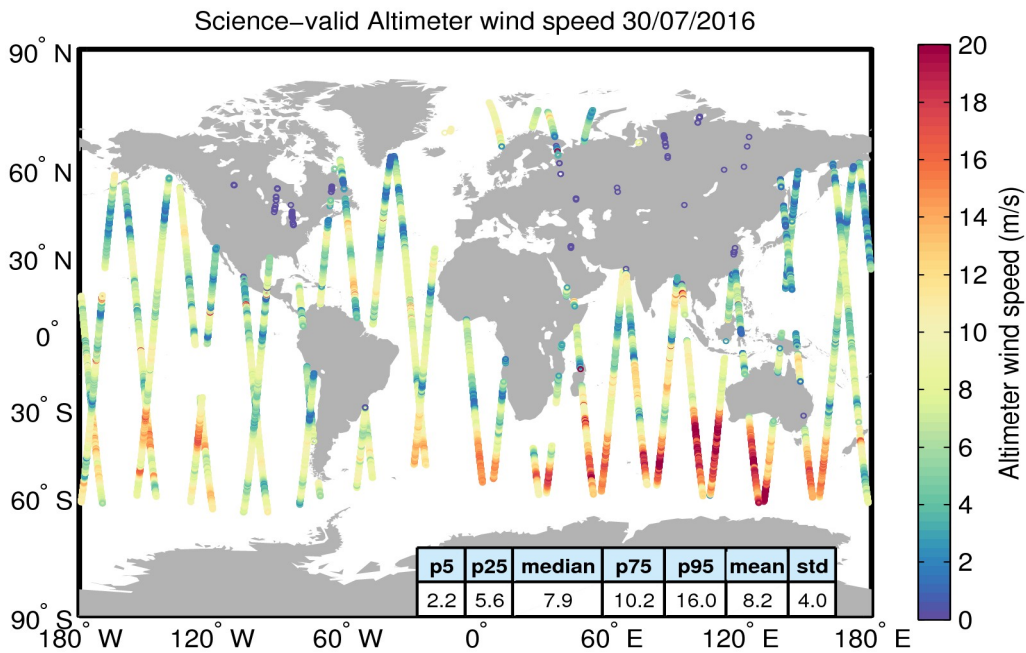 Science−valid Altimeter wind speed 30/07/2016
90° N
60° N
30° N
0°
30° S
60° S
90° S
180° W
120° W
60° W
0°
60° E
120° E
180° E
p5 p25 median p75 p95 mean std
2.2 5.6 7.9 10.2 16.0 8.2 4.0
20
18
16
14
12
10
8
6
4
2
0
Altimeter wind speed (m/s)